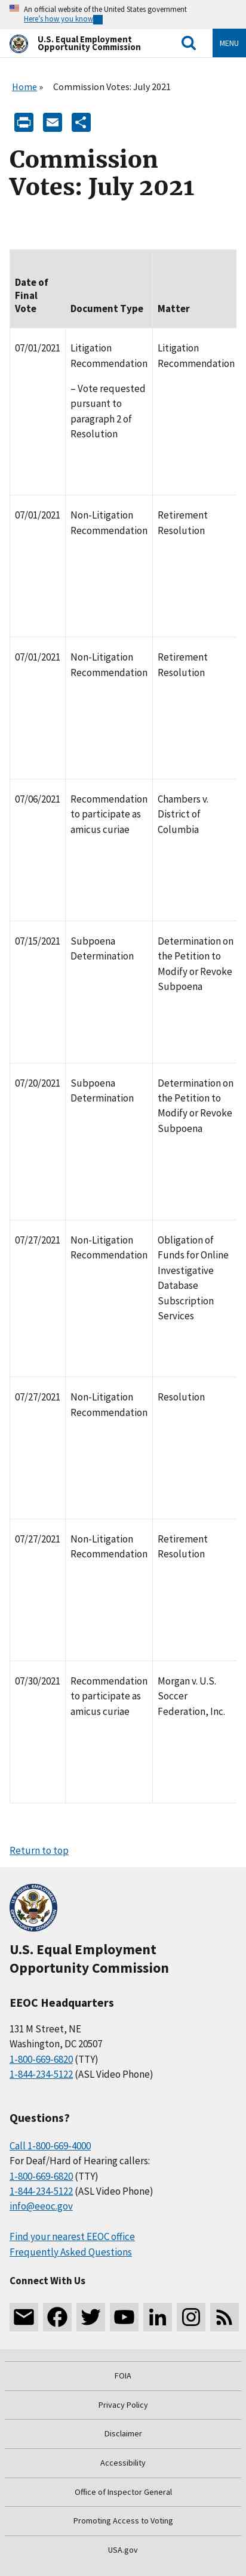 An official website of the United States government
Here's how you know
U.S. Equal Employment
Opportunity Commission
MENU
Home » Commission Votes: July 2021
Commission
Votes: July 2021
Date of
Final
Vote
Document Type
Matter
07/01/2021
Litigation
Recommendation
– Vote requested
pursuant to
paragraph 2 of
Resolution
Litigation
Recommendation
07/01/2021
Non-Litigation
Recommendation
Retirement
Resolution
07/01/2021
Non-Litigation
Recommendation
Retirement
Resolution
07/06/2021
Recommendation
to participate as
amicus curiae
Chambers v.
District of
Columbia
07/15/2021
Subpoena
Determination
Determination on
the Petition to
Modify or Revoke
Subpoena
07/20/2021
Subpoena
Determination
Determination on
the Petition to
Modify or Revoke
Subpoena
07/27/2021
Non-Litigation
Recommendation
Obligation of
Funds for Online
Investigative
Database
Subscription
Services
07/27/2021
Non-Litigation
Recommendation
Resolution
07/27/2021
Non-Litigation
Recommendation
Retirement
Resolution
07/30/2021
Recommendation
to participate as
amicus curiae
Morgan v. U.S.
Soccer
Federation, Inc.
Return to top
U.S. Equal Employment
Opportunity Commission
EEOC Headquarters
131 M Street, NE
Washington, DC 20507
1-800-669-6820 (TTY)
1-844-234-5122 (ASL Video Phone)
Questions?
Call 1-800-669-4000
For Deaf/Hard of Hearing callers:
1-800-669-6820 (TTY)
1-844-234-5122 (ASL Video Phone)
info@eeoc.gov
Find your nearest EEOC office
Frequently Asked Questions
Connect With Us
FOIA
Privacy Policy
Disclaimer
Accessibility
Office of Inspector General
Promoting Access to Voting
USA.gov